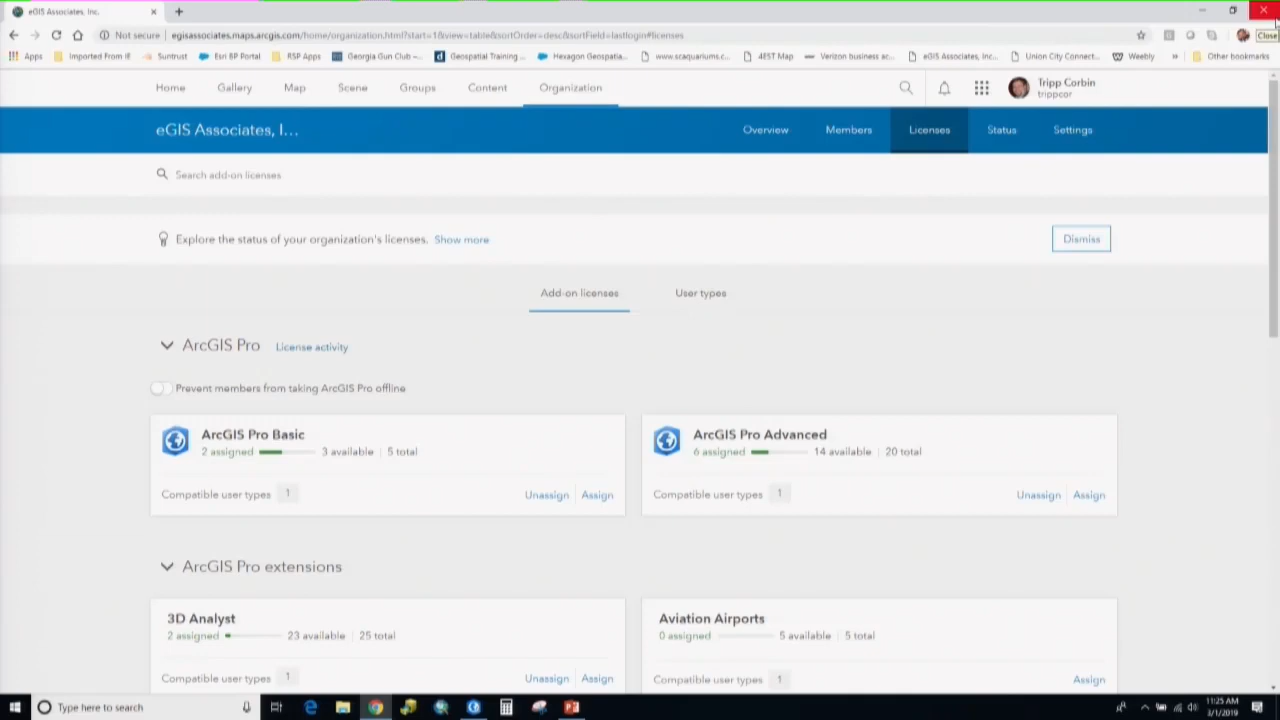 eGIS Associates, Inc.
Close
Not secure | egisassociates.maps.arcgis.com/home/organization.html?start=1&view=table&sortOrder=desc&sortField=lastlogin#licenses
Apps Imported From IE Suntrust Esri BP Portal RSP Apps Georgia Gun Club –... Geospatial Training ... Hexagon Geospatia... www.scaquariums.c... 4EST Map Verizon business ac... eGIS Associates, Inc... Union City Connect... Weebly » Other bookmarks
Home Gallery Map Scene Groups Content Organization
Tripp Corbin
trippcor
eGIS Associates, I... Overview Members Licenses Status Settings
Search add-on licenses
Explore the status of your organization's licenses. Show more Dismiss
Add-on licenses User types
ArcGIS Pro License activity
Prevent members from taking ArcGIS Pro offline
ArcGIS Pro Basic
2 assigned 3 available | 5 total
Compatible user types 1 Unassign | Assign
ArcGIS Pro Advanced
6 assigned 14 available | 20 total
Compatible user types 1 Unassign | Assign
ArcGIS Pro extensions
3D Analyst
2 assigned 23 available | 25 total
Compatible user types 1 Unassign | Assign
Aviation Airports
0 assigned 5 available | 5 total
Compatible user types 1 Assign
Type here to search
11:25 AM
3/1/2019